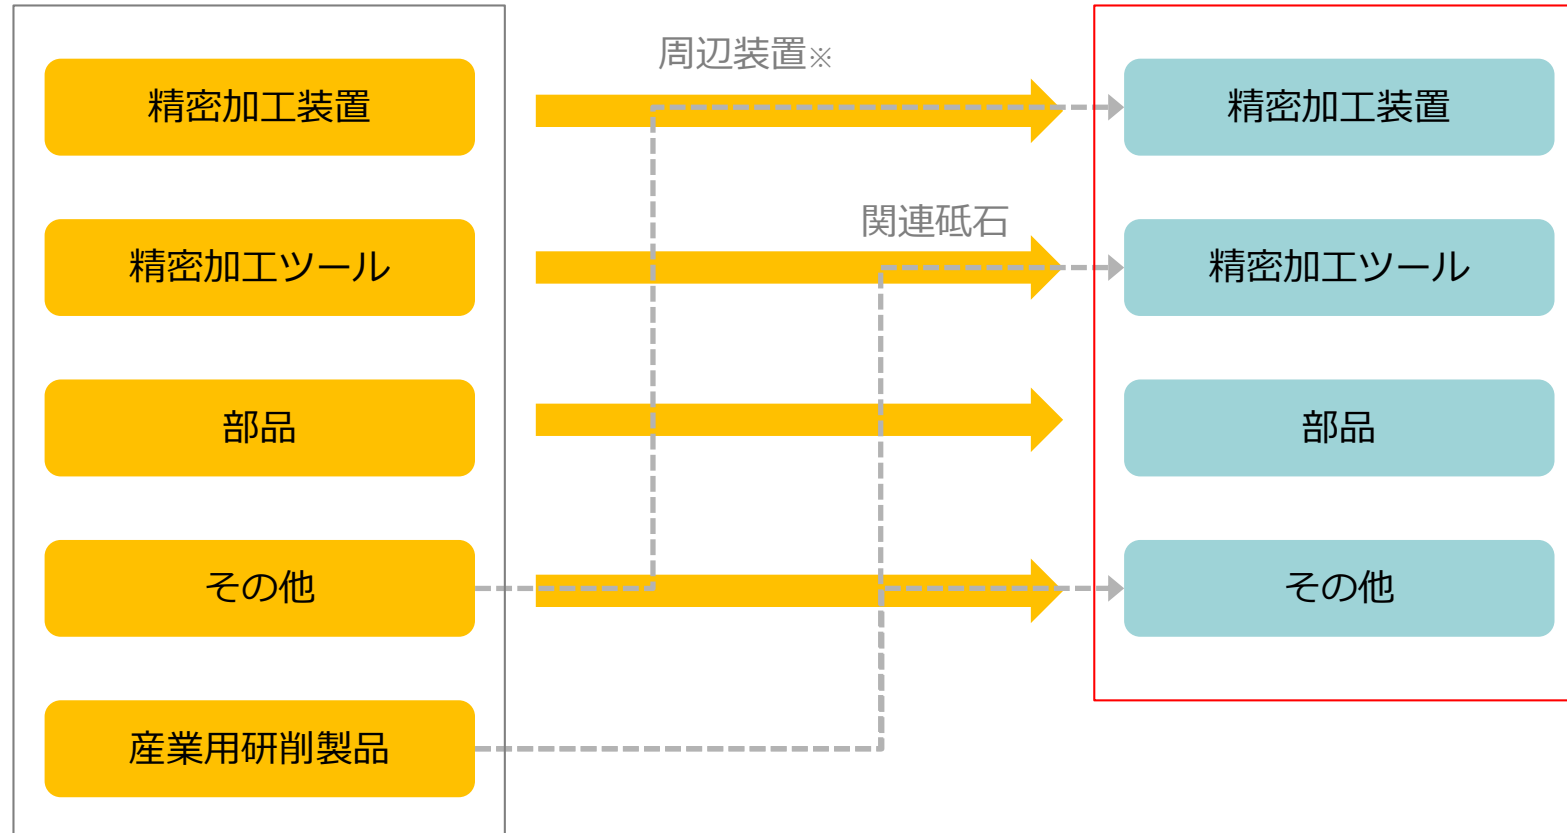 周辺装置※
精密加工装置
精密加工装置
関連砥石
精密加工ツール
精密加工ツール
部品
部品
その他
その他
産業用研削製品